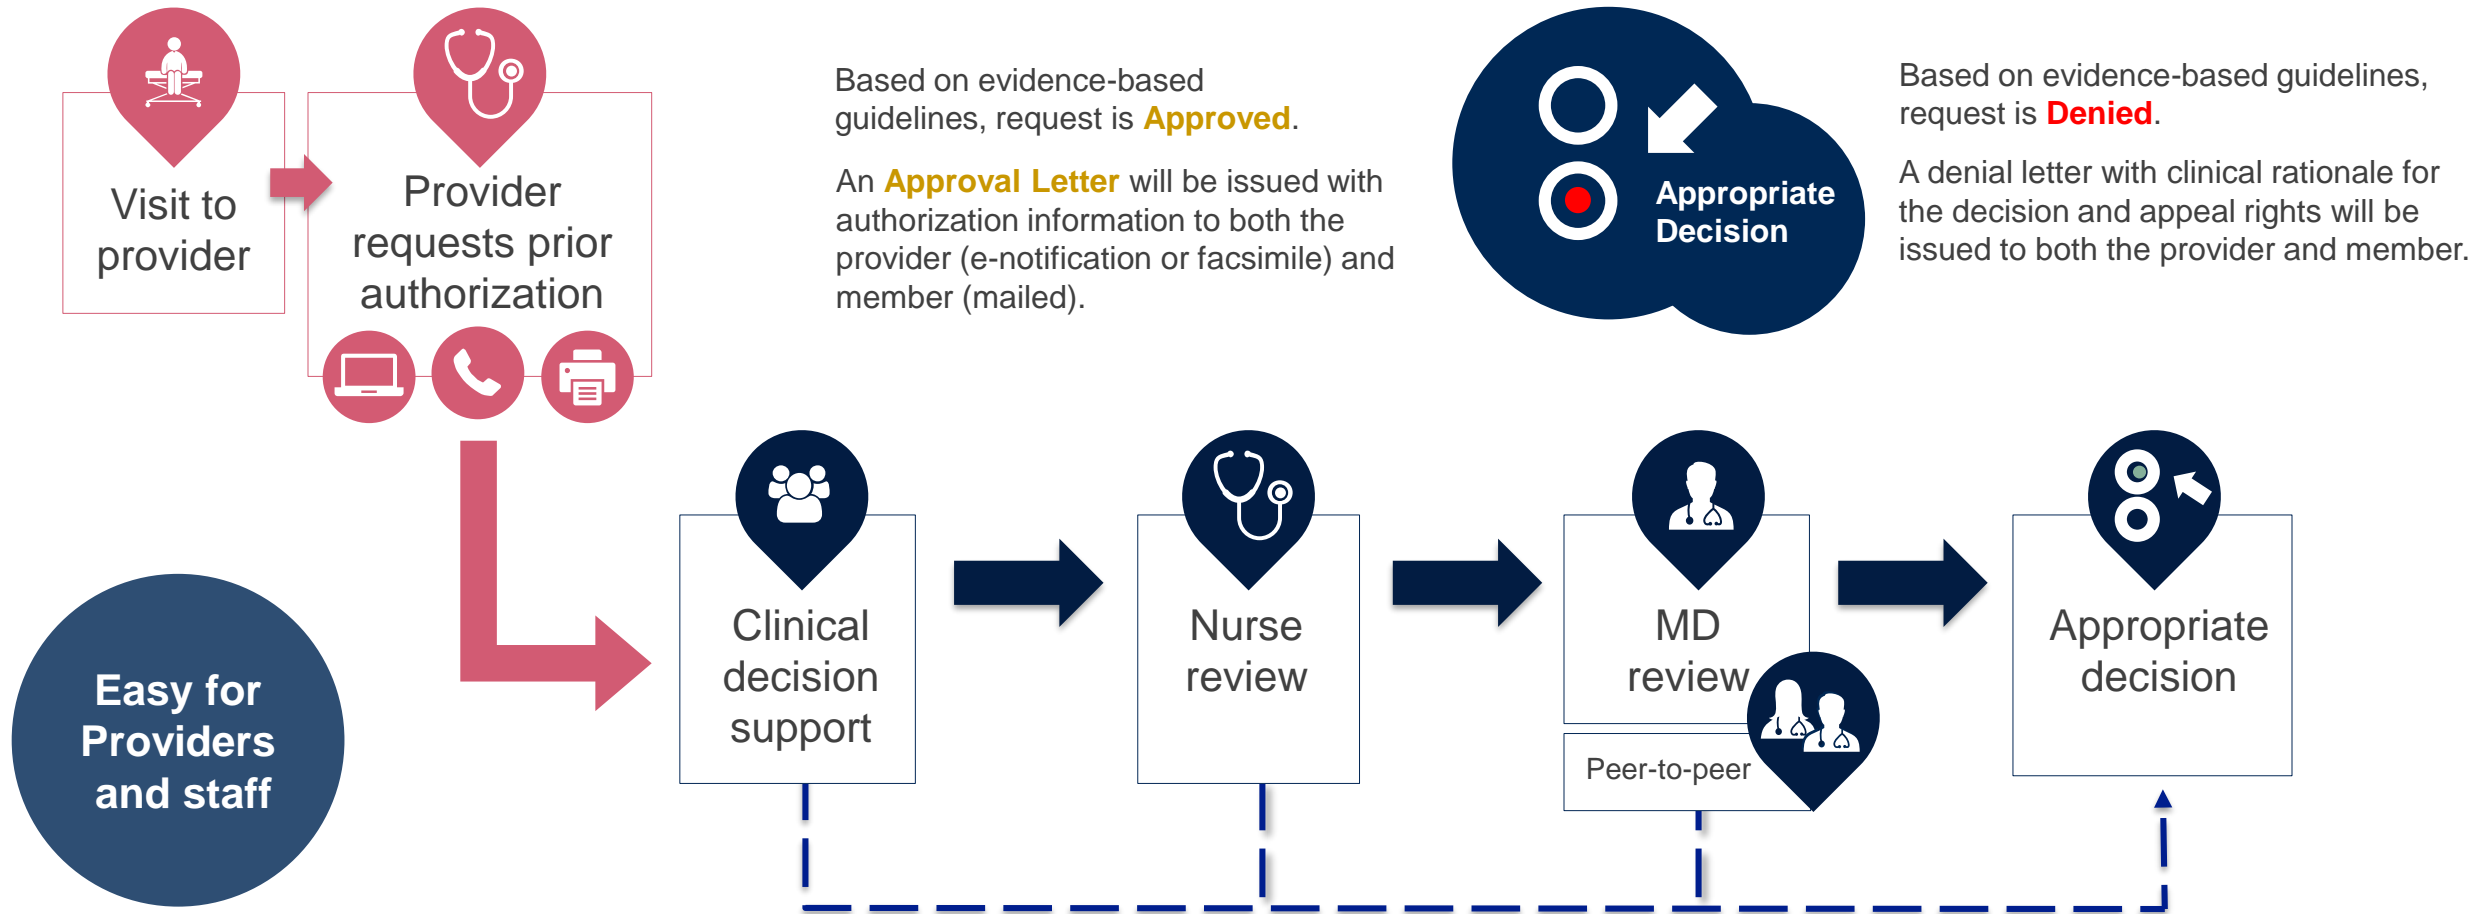 Visit to
provider
Provider
requests prior
authorization
Based on evidence-based
guidelines, request is Approved.
An Approval Letter will be issued with
authorization information to both the
provider (e-notification or facsimile) and
member (mailed).
Appropriate
Decision
Based on evidence-based guidelines,
request is Denied.
A denial letter with clinical rationale for
the decision and appeal rights will be
issued to both the provider and member.
Easy for
Providers
and staff
Clinical
decision
support
Nurse
review
MD
review
Peer-to-peer
Appropriate
decision